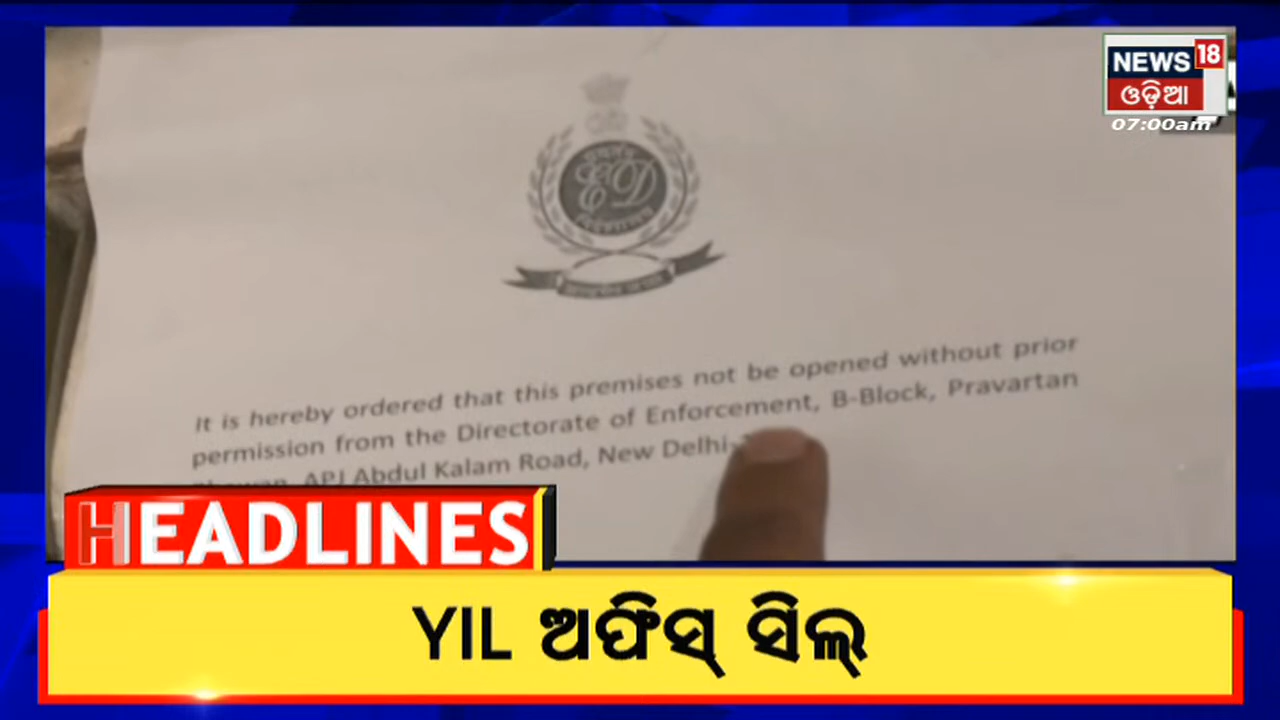 NEWS 18
ଓଡ଼ିଆ
07:00am
ED
It is hereby ordered that this premises not be opened without prior
permission from the Directorate of Enforcement, B-Block, Pravartan
APJ Abdul Kalam Road, New Delhi-
HEADLINES
YIL ଅଫିସ୍ ସିଲ୍